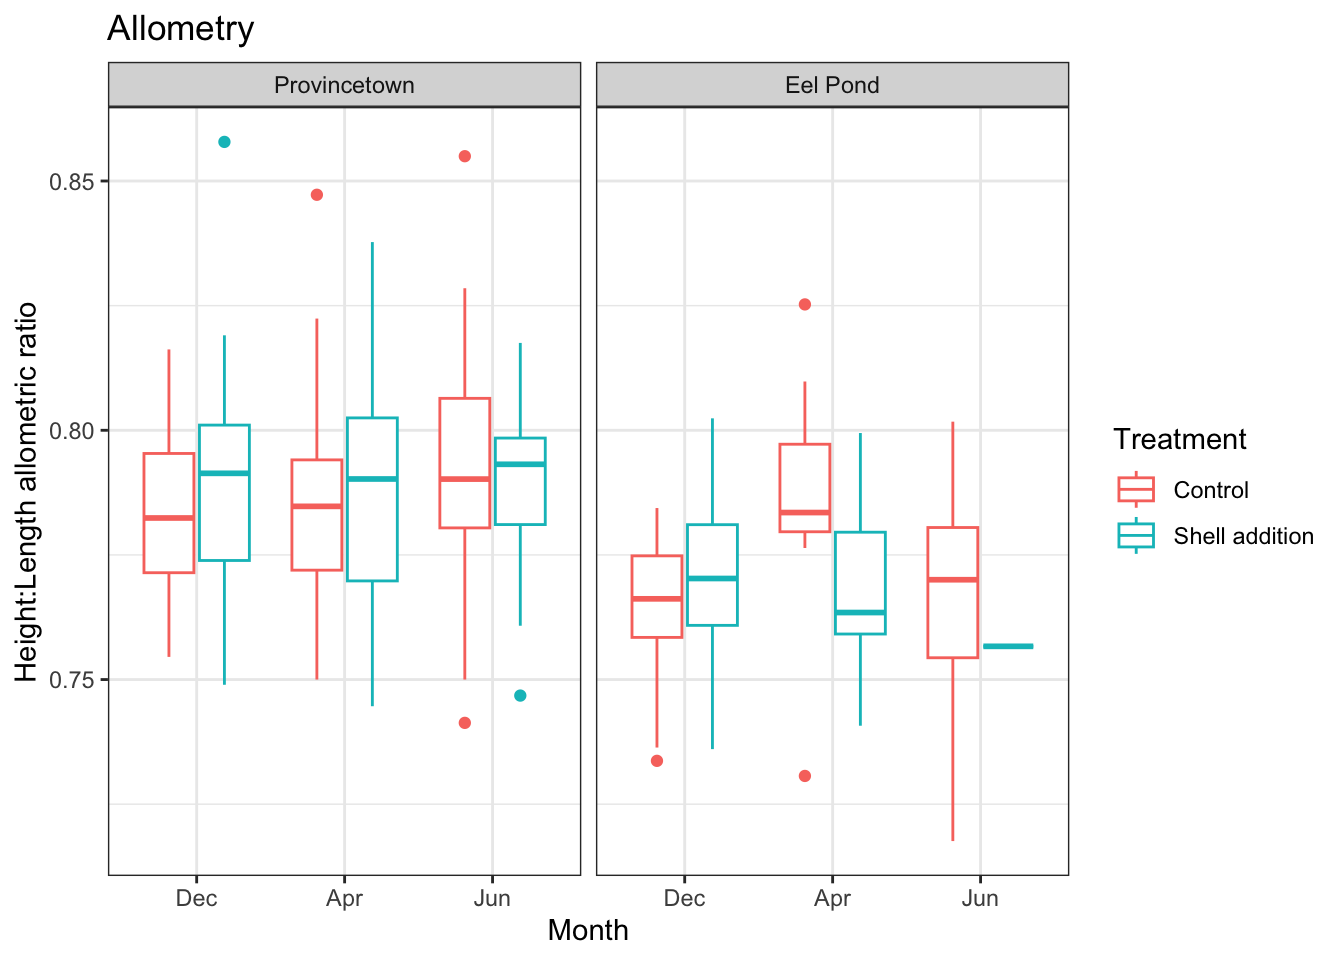 Allometry
Provincetown
Eel Pond
0.85
0.80
0.75
Height:Length allometric ratio
Dec
Apr
Jun
Dec
Apr
Jun
Month
Treatment
Control
Shell addition